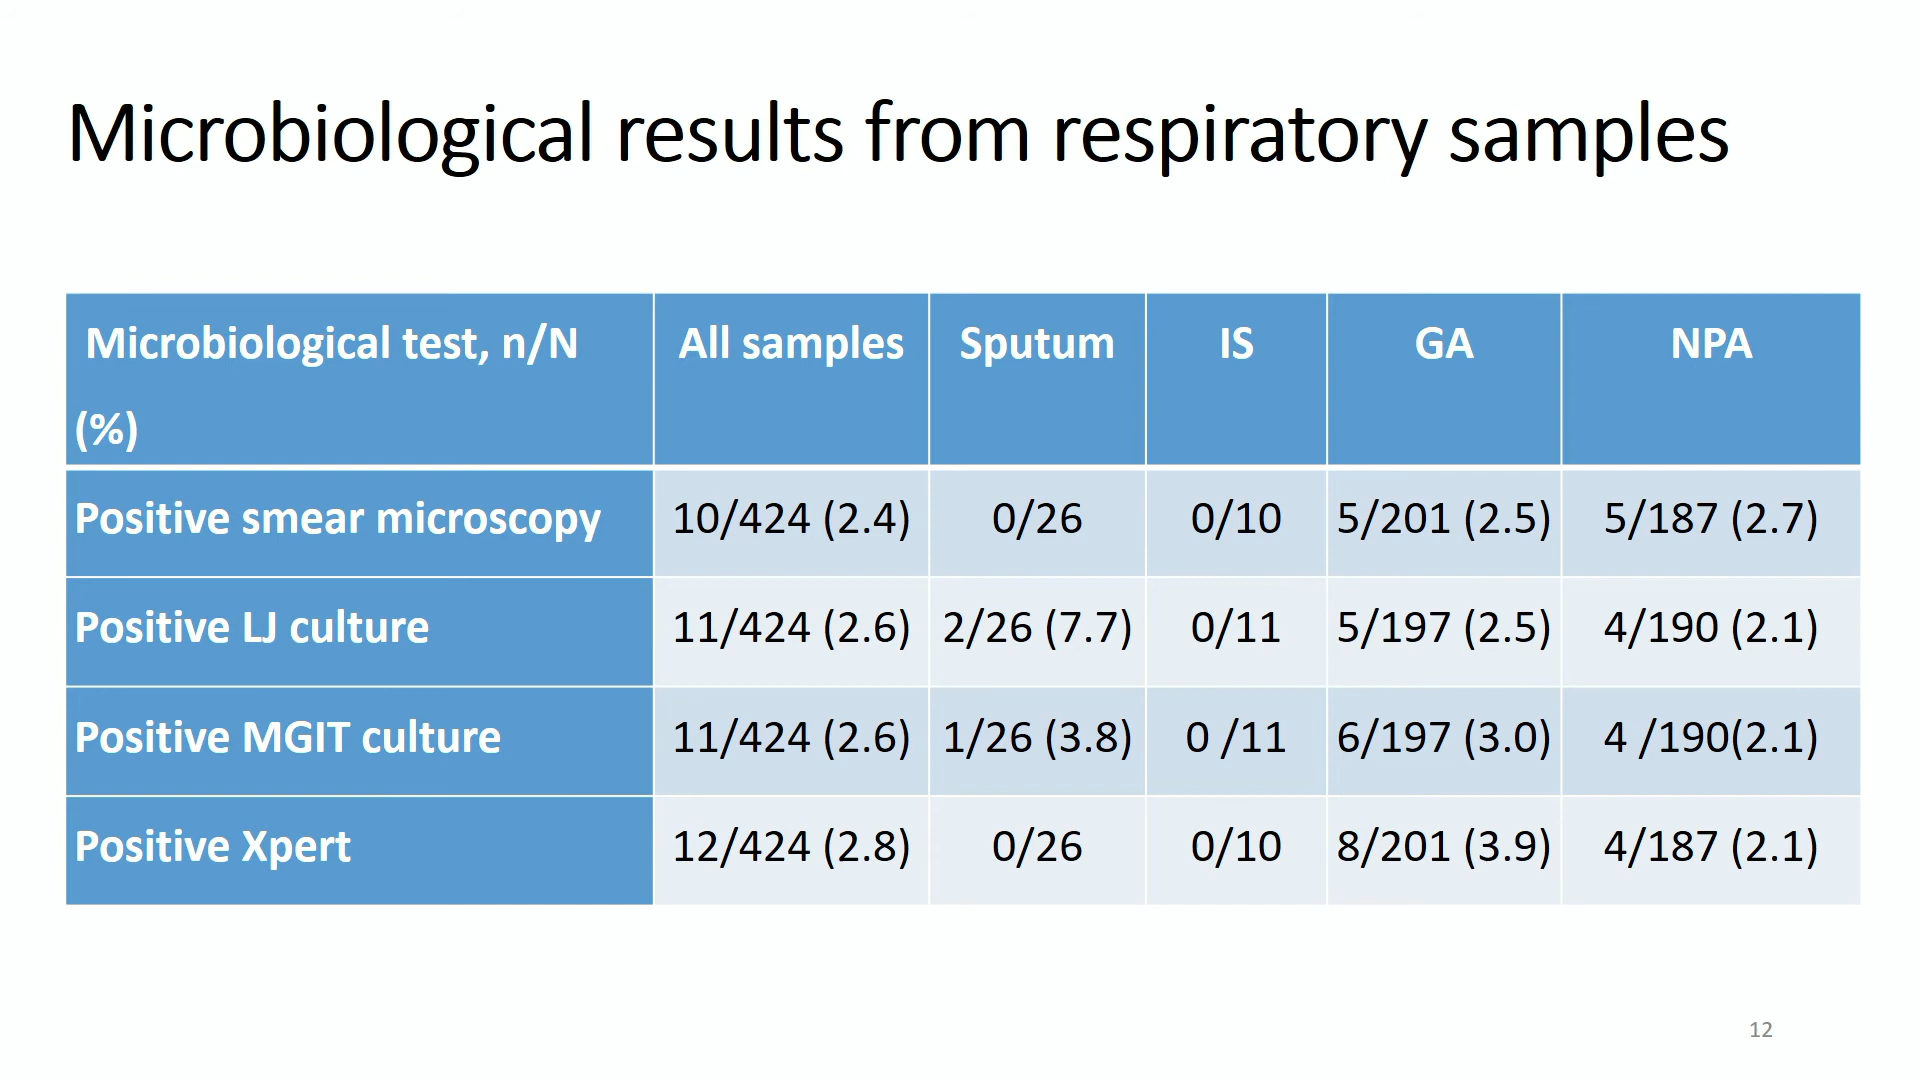 Microbiological results from respiratory samples
Microbiological test, n/N (%) All samples Sputum IS GA NPA
Positive smear microscopy 10/424 (2.4) 0/26 0/10 5/201 (2.5) 5/187 (2.7)
Positive LJ culture 11/424 (2.6) 2/26 (7.7) 0/11 5/197 (2.5) 4/190 (2.1)
Positive MGIT culture 11/424 (2.6) 1/26 (3.8) 0 /11 6/197 (3.0) 4 /190(2.1)
Positive Xpert 12/424 (2.8) 0/26 0/10 8/201 (3.9) 4/187 (2.1)
12